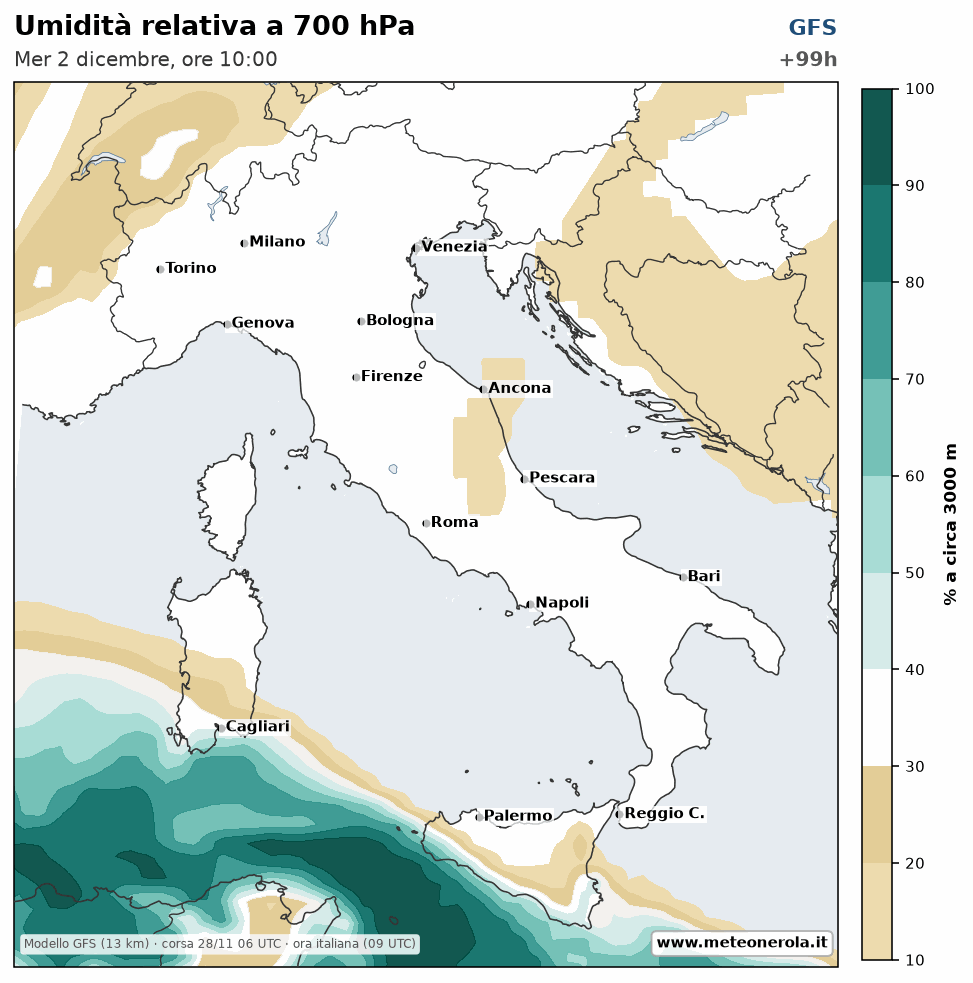 Umidità relativa a 700 hPa
GFS
Mer 2 dicembre, ore 10:00
+99h
Milano
Venezia
Torino
Bologna
Genova
Firenze
Ancona
Pescara
Roma
Bari
Napoli
Cagliari
Palermo
Reggio C.
100
90
80
70
60
50
40
30
20
10
% a circa 3000 m
Modello GFS (13 km) · corsa 28/11 06 UTC · ora italiana (09 UTC)
www.meteonerola.it